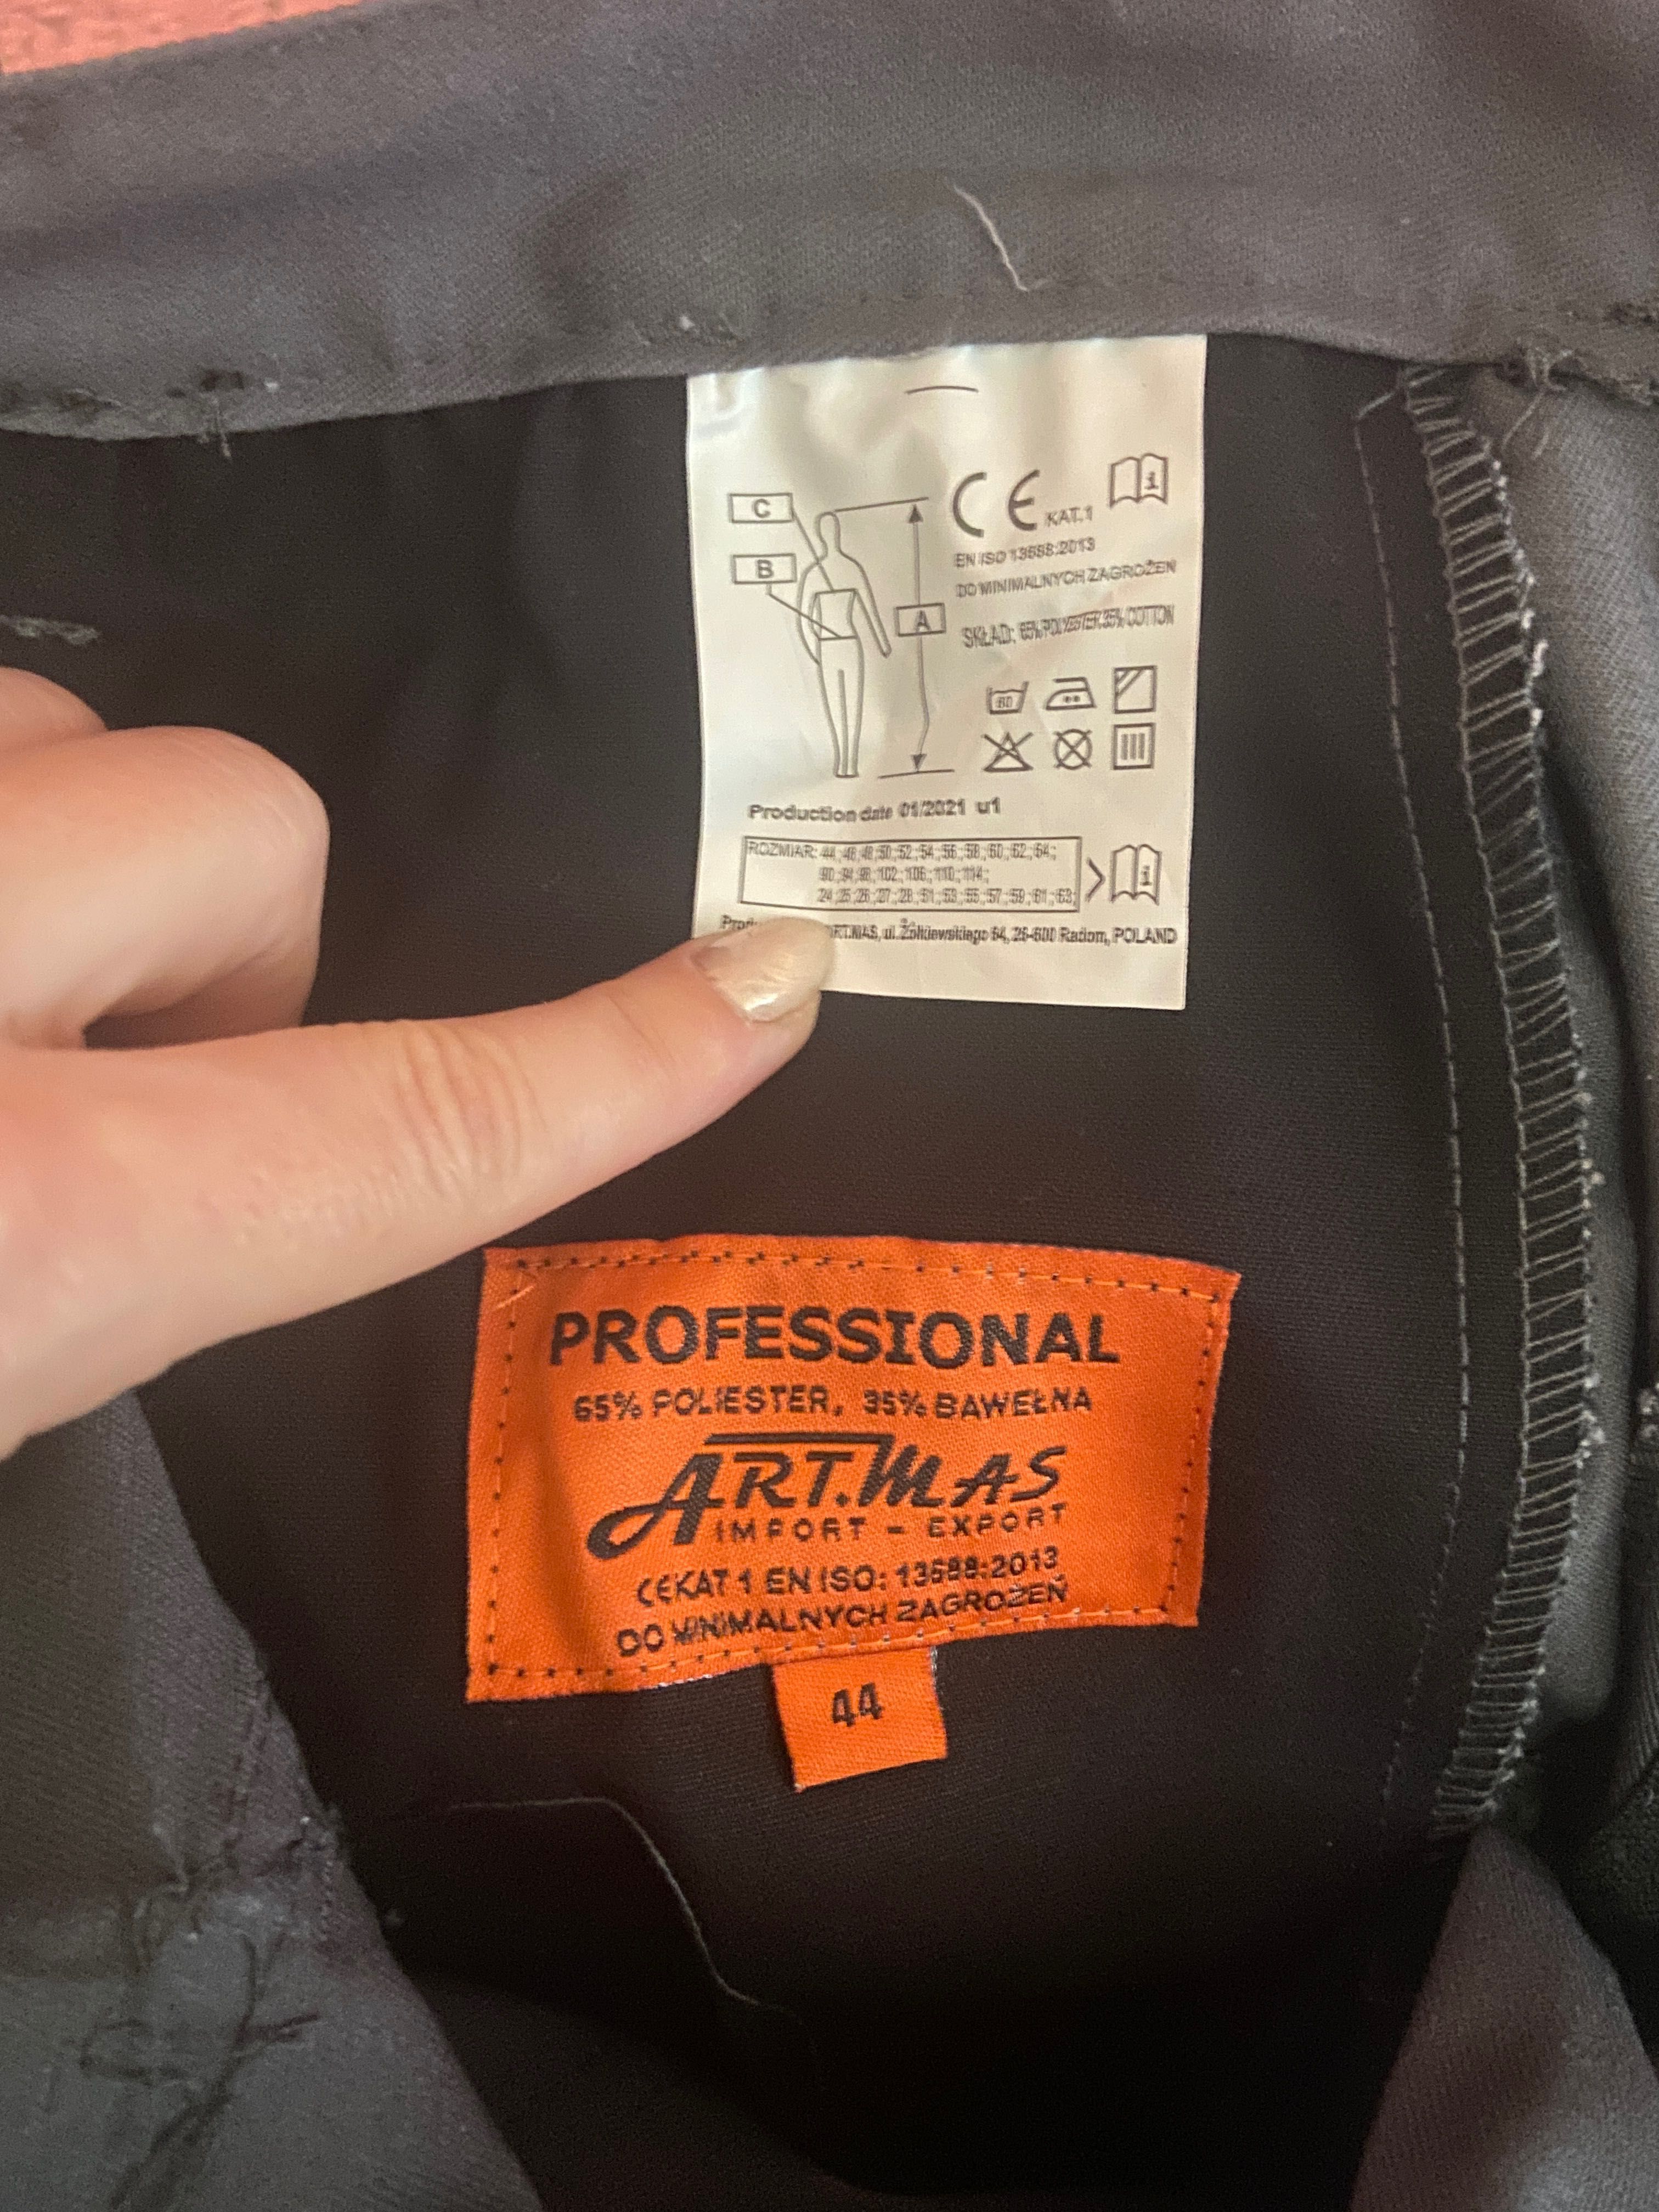 C
B
A
CE KAT.1
EN ISO 13688:2013
DO MINIMALNYCH ZAGROŻEŃ
SKŁAD: 65% POLYESTER 35% COTTON
60
Production date 01/2021 u1
ROZMIAR: 44,;46,;48,;50,;52,;54,;56,;58,;60,;62,;64,;
90,;94,;98,;102,;106,;110,;114,;
24,;25,;26,;27,;28,;51,;53,;55,;57,;59,;61,;63;
ART.MAS, ul. Żółkiewskiego 64, 26-600 Radom, POLAND
PROFESSIONAL
65% POLIESTER, 35% BAWEŁNA
ART.MAS
IMPORT - EXPORT
CE KAT 1 EN ISO: 13688:2013
DO MINIMALNYCH ZAGROŻEŃ
44